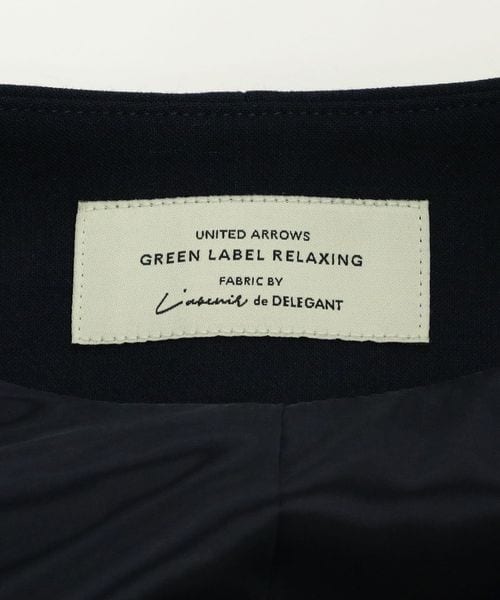 UNITED ARROWS
GREEN LABEL RELAXING
FABRIC BY
L'avenir de DELEGANT